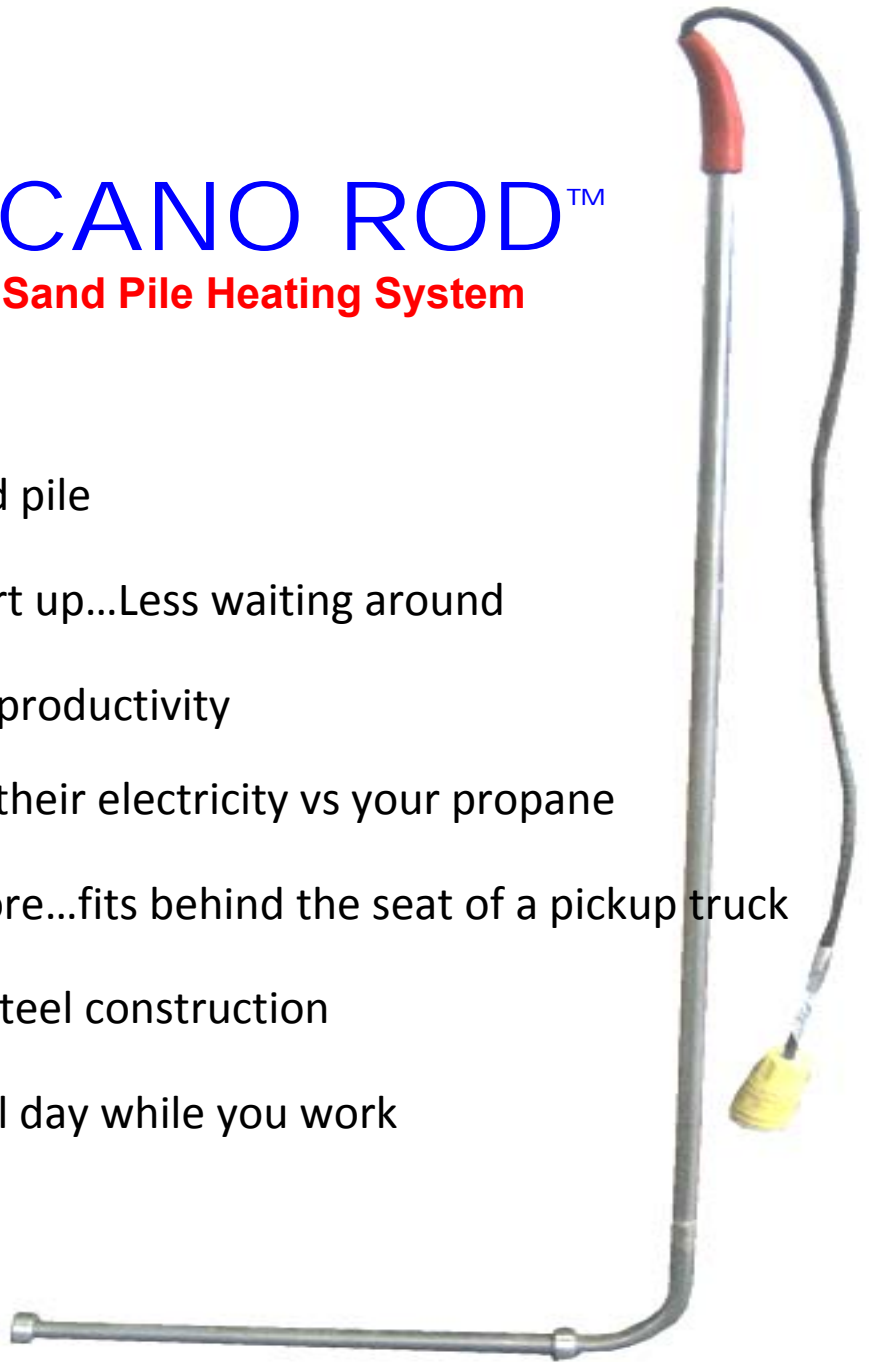 CANO ROD™
Sand Pile Heating System
d pile
rt up…Less waiting around
productivity
their electricity vs your propane
ore…fits behind the seat of a pickup truck
teel construction
l day while you work